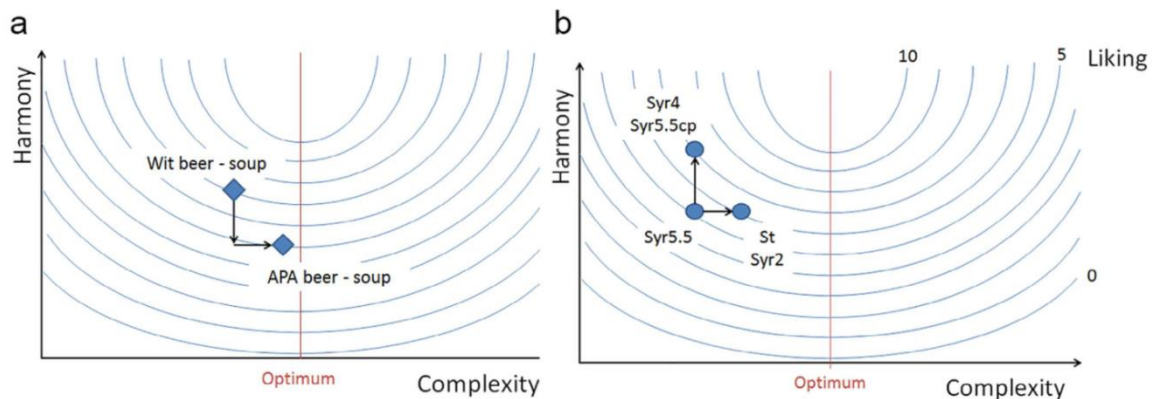 a
Harmony
Wit beer - soup
APA beer - soup
Optimum
Complexity
b
Harmony
10
5
Liking
Syr4
Syr5.5cp
Syr5.5
St
Syr2
0
Optimum
Complexity